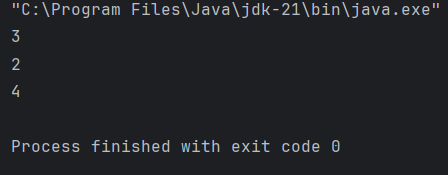 "C:\Program Files\Java\jdk-21\bin\java.exe"
3
2
4
Process finished with exit code 0